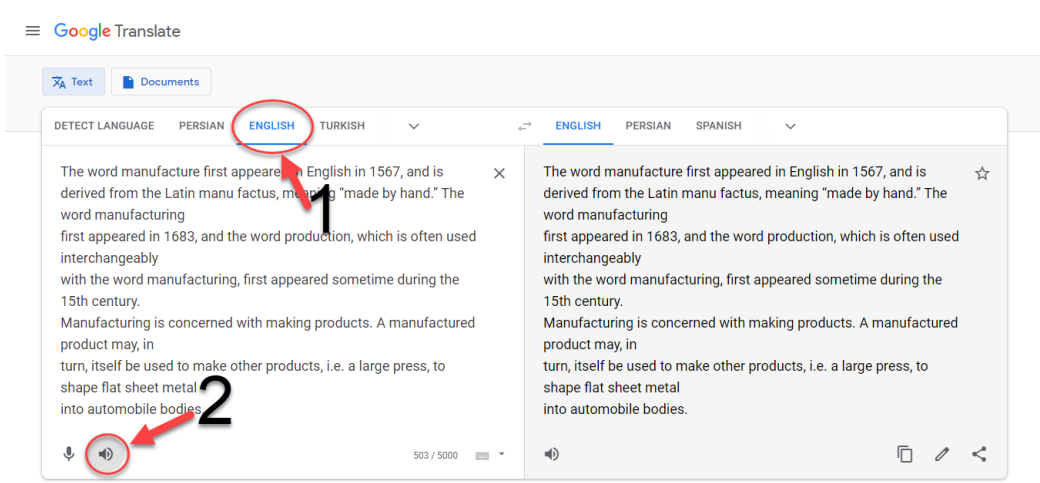 Google Translate
Text
Documents
DETECT LANGUAGE PERSIAN ENGLISH TURKISH
ENGLISH PERSIAN SPANISH
The word manufacture first appeared in English in 1567, and is
derived from the Latin manu factus, meaning “made by hand.” The
word manufacturing
first appeared in 1683, and the word production, which is often used
interchangeably
with the word manufacturing, first appeared sometime during the
15th century.
Manufacturing is concerned with making products. A manufactured
product may, in
turn, itself be used to make other products, i.e. a large press, to
shape flat sheet metal
into automobile bodies.
1
2
503 / 5000
The word manufacture first appeared in English in 1567, and is
derived from the Latin manu factus, meaning “made by hand.” The
word manufacturing
first appeared in 1683, and the word production, which is often used
interchangeably
with the word manufacturing, first appeared sometime during the
15th century.
Manufacturing is concerned with making products. A manufactured
product may, in
turn, itself be used to make other products, i.e. a large press, to
shape flat sheet metal
into automobile bodies.